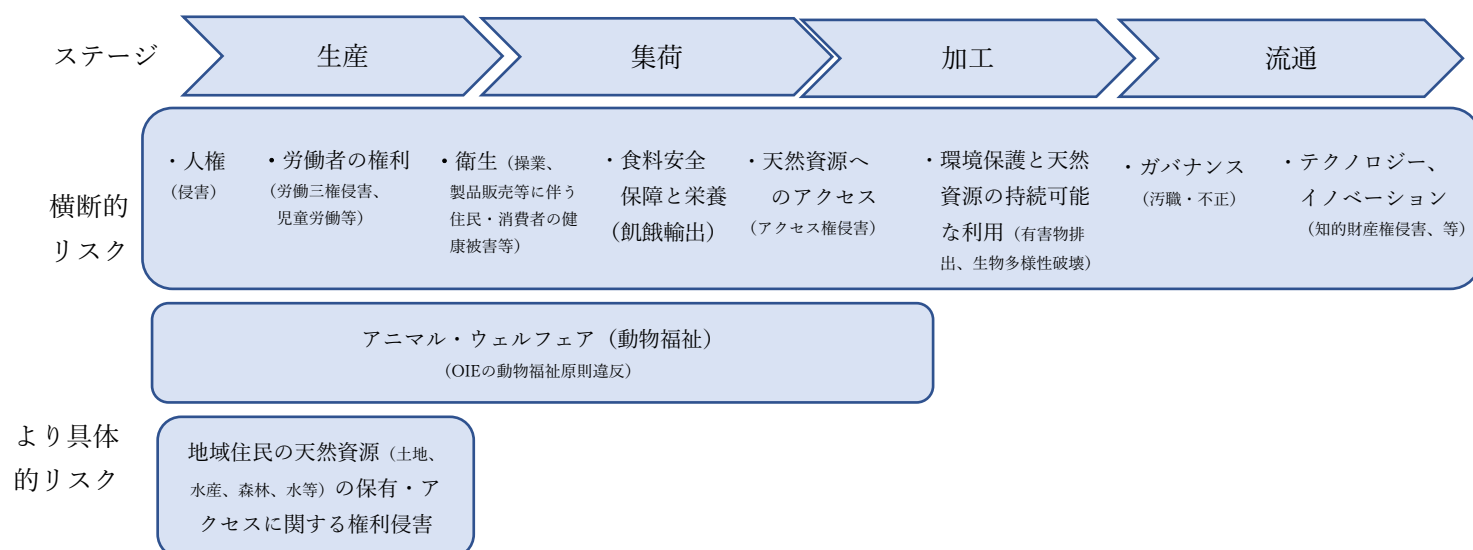 ステージ
生産
集荷
加工
流通
横断的
リスク
・人権
（侵害）
・労働者の権利
（労働三権侵害、
児童労働等）
・衛生（操業、
製品販売等に伴う
住民・消費者の健
康被害等）
・食料安全
保障と栄養
（飢餓輸出）
・天然資源へ
のアクセス
（アクセス権侵害）
・環境保護と天然
資源の持続可能
な利用（有害物排
出、生物多様性破壊）
・ガバナンス
（汚職・不正）
・テクノロジー、
イノベーション
（知的財産権侵害、等）
アニマル・ウェルフェア（動物福祉）
（OIEの動物福祉原則違反）
より具体
的リスク
地域住民の天然資源（土地、
水産、森林、水等）の保有・ア
クセスに関する権利侵害